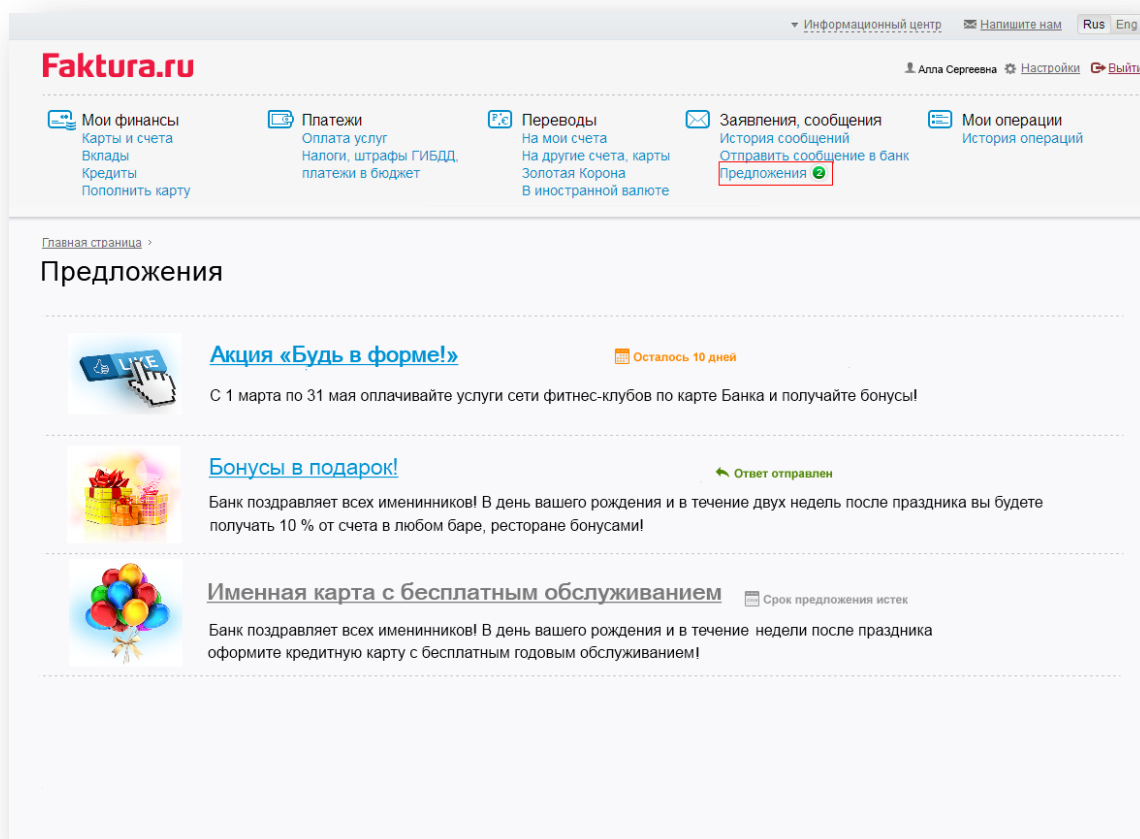 Информационный центр Напишите нам Rus Eng
Faktura.ru
Алла Сергеевна Настройки Выйти
Мои финансы
Карты и счета
Вклады
Кредиты
Пополнить карту
Платежи
Оплата услуг
Налоги, штрафы ГИБДД,
платежи в бюджет
Переводы
На мои счета
На другие счета, карты
Золотая Корона
В иностранной валюте
Заявления, сообщения
История сообщений
Отправить сообщение в банк
Предложения 2
Мои операции
История операций
Главная страница ›
Предложения
LIKE
Акция «Будь в форме!» Осталось 10 дней
С 1 марта по 31 мая оплачивайте услуги сети фитнес-клубов по карте Банка и получайте бонусы!
Бонусы в подарок! Ответ отправлен
Банк поздравляет всех именинников! В день вашего рождения и в течение двух недель после праздника вы будете
получать 10 % от счета в любом баре, ресторане бонусами!
Именная карта с бесплатным обслуживанием Срок предложения истек
Банк поздравляет всех именинников! В день вашего рождения и в течение недели после праздника
оформите кредитную карту с бесплатным годовым обслуживанием!